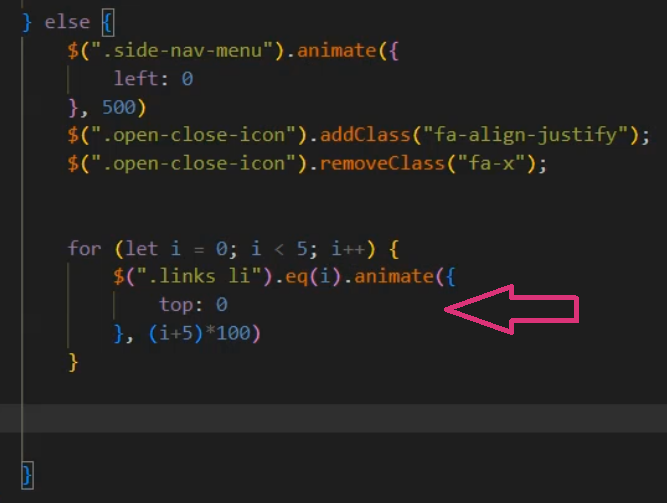 } else {
$(".side-nav-menu").animate({
left: 0
}, 500)
$(".open-close-icon").addClass("fa-align-justify");
$(".open-close-icon").removeClass("fa-x");
for (let i = 0; i < 5; i++) {
$(".links li").eq(i).animate({
top: 0
}, (i+5)*100)
}
}